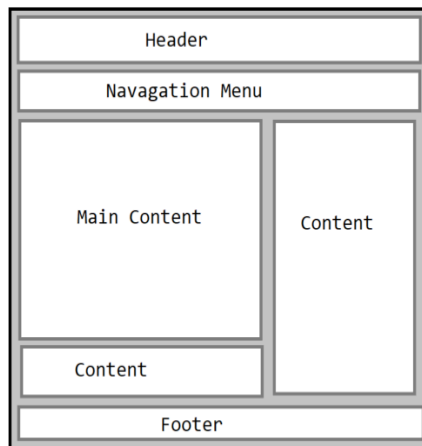 Header
Navagation Menu
Main Content
Content
Content
Footer